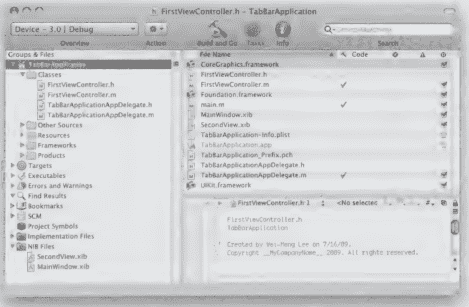 FirstViewController.h - TabBarApplication
Device - 3.0 | Debug
Overview
Action
Build and Go
Tasks
Info
Search
Groups & Files
TabBarApplication
Classes
FirstViewController.h
FirstViewController.m
TabBarApplicationAppDelegate.h
TabBarApplicationAppDelegate.m
Other Sources
Resources
Frameworks
Products
Targets
Executables
Errors and Warnings
Find Results
Bookmarks
SCM
Project Symbols
Implementation Files
NIB Files
SecondView.xib
MainWindow.xib
File Name
Code
CoreGraphics.framework
FirstViewController.h
FirstViewController.m
Foundation.framework
main.m
MainWindow.xib
SecondView.xib
TabBarApplication-Info.plist
TabBarApplication.app
TabBarApplication_Prefix.pch
TabBarApplicationAppDelegate.h
TabBarApplicationAppDelegate.m
UIKit.framework
FirstViewController.h:1
<No selected
FirstViewController.h
TabBarApplication
Created by Wei-Meng Lee on 7/16/09.
Copyright __MyCompanyName__ 2009. All rights reserved.